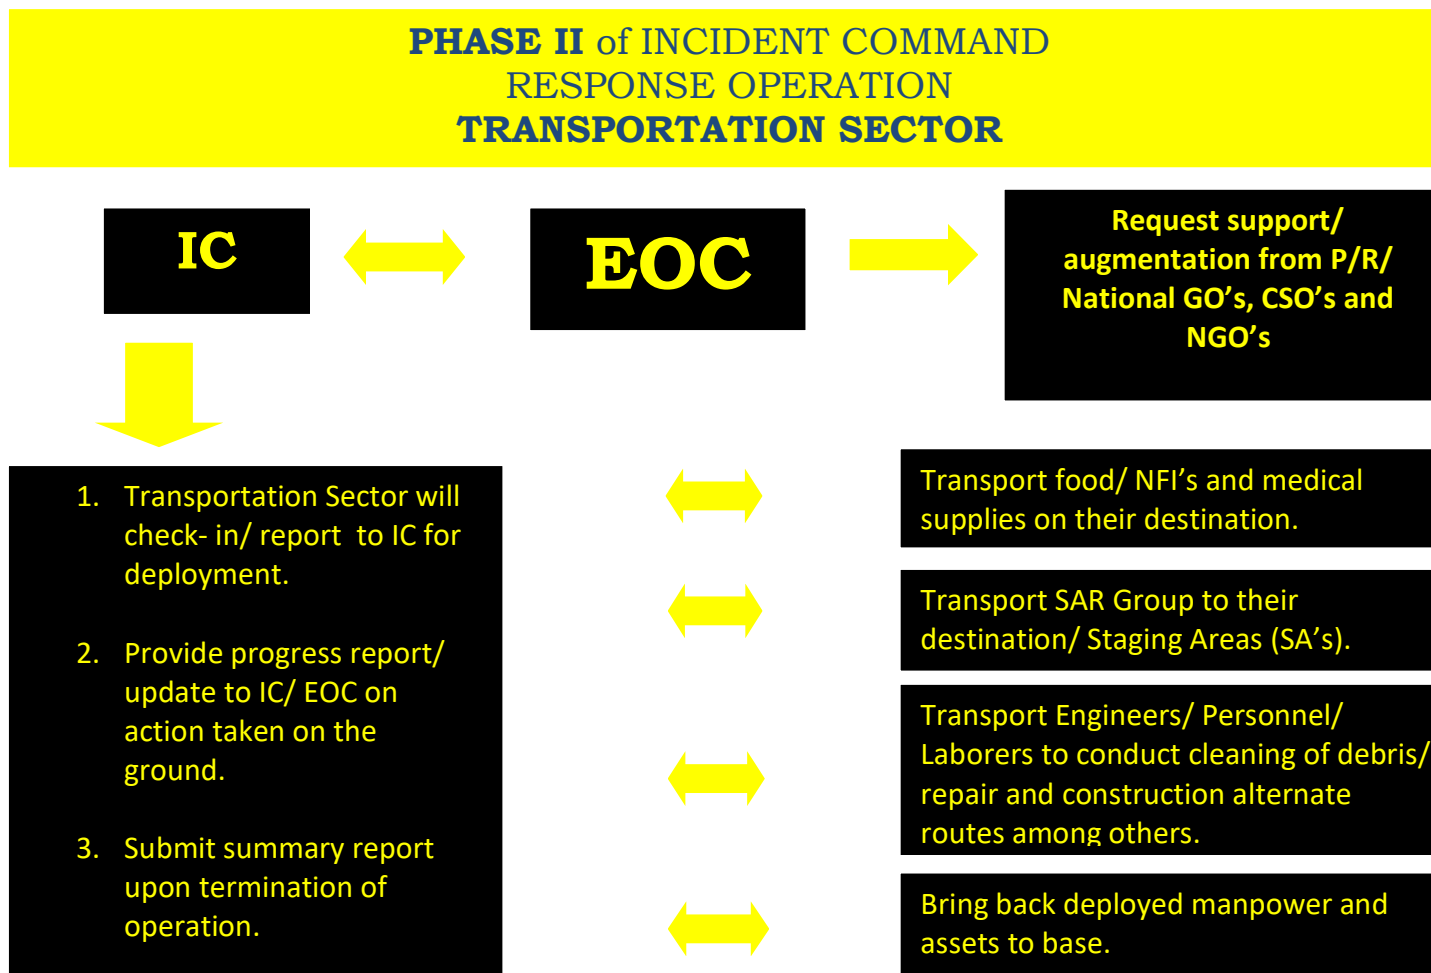 PHASE II of INCIDENT COMMAND
RESPONSE OPERATION
TRANSPORTATION SECTOR
IC
EOC
Request support/
augmentation from P/R/
National GO’s, CSO’s and
NGO’s
1. Transportation Sector will
check- in/ report  to IC for
deployment.
2. Provide progress report/
update to IC/ EOC on
action taken on the
ground.
3. Submit summary report
upon termination of
operation.
Transport food/ NFI’s and medical
supplies on their destination.
Transport SAR Group to their
destination/ Staging Areas (SA’s).
Transport Engineers/ Personnel/
Laborers to conduct cleaning of debris/
repair and construction alternate
routes among others.
Bring back deployed manpower and
assets to base.